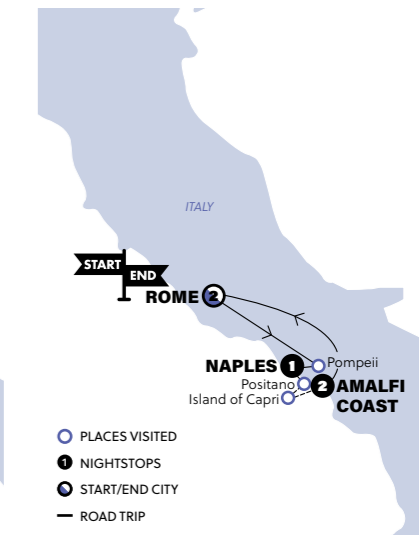 ITALY
START
END
ROME 2
NAPLES 1
Pompeii
Positano
2 AMALFI
COAST
Island of Capri
PLACES VISITED
1 NIGHTSTOPS
START/END CITY
ROAD TRIP